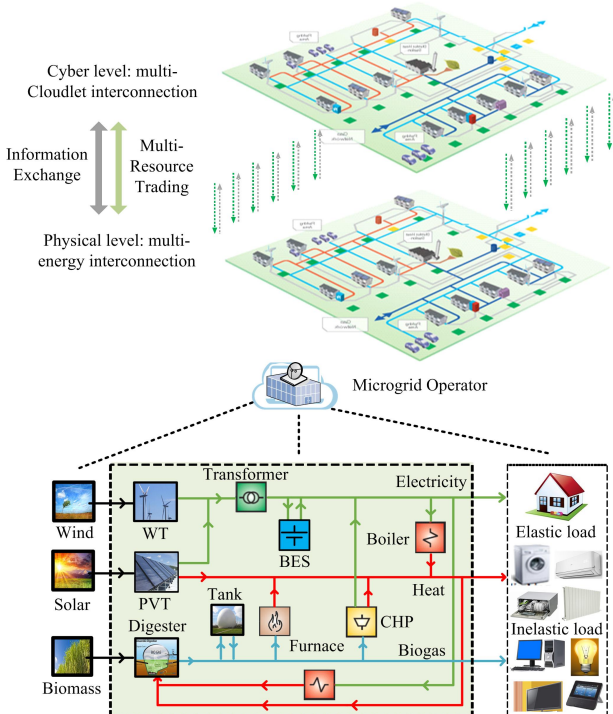 Cyber level: multi-
Cloudlet interconnection
Information
Exchange
Multi-
Resource
Trading
Physical level: multi-
energy interconnection
Microgrid Operator
Transformer
Electricity
Wind
WT
BES
Boiler
Elastic load
Solar
PVT
Tank
Heat
Digester
Furnace
CHP
Inelastic load
Biomass
Biogas